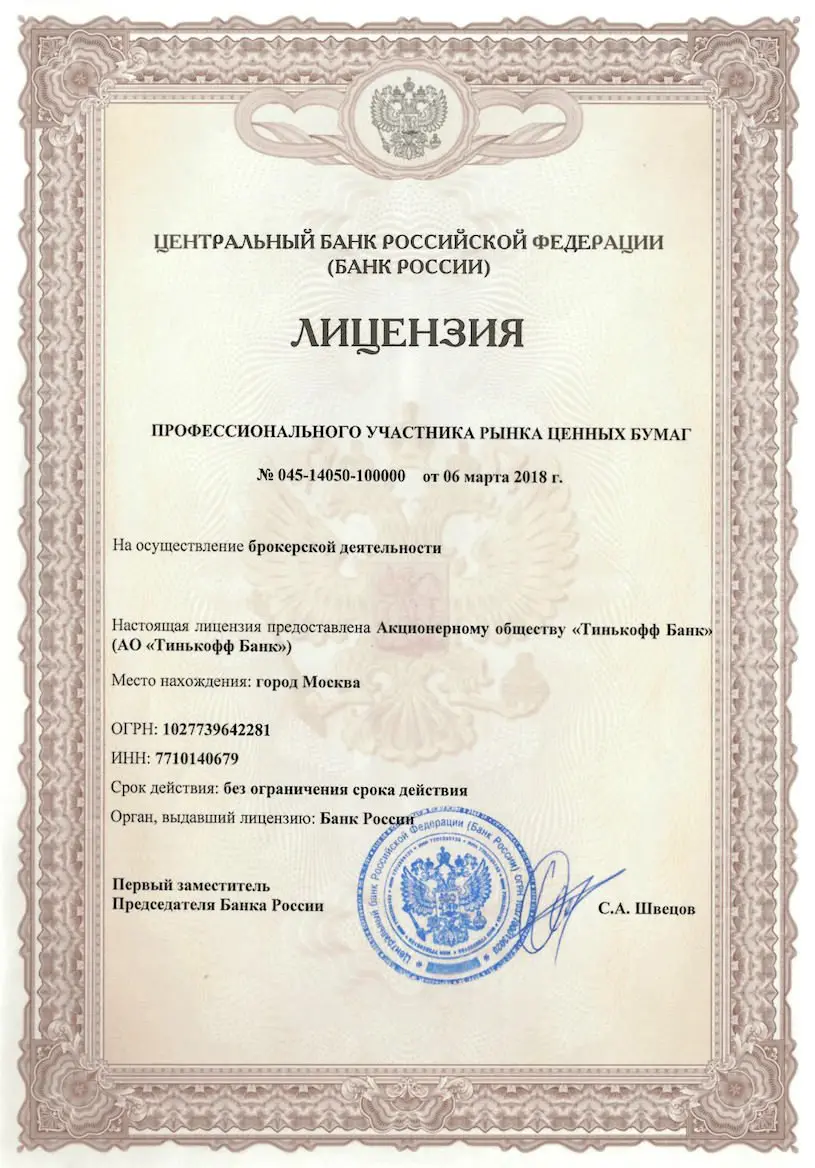 ЦЕНТРАЛЬНЫЙ БАНК РОССИЙСКОЙ ФЕДЕРАЦИИ
(БАНК РОССИИ)
ЛИЦЕНЗИЯ
ПРОФЕССИОНАЛЬНОГО УЧАСТНИКА РЫНКА ЦЕННЫХ БУМАГ
№ 045-14050-100000 от 06 марта 2018 г.
На осуществление брокерской деятельности
Настоящая лицензия предоставлена Акционерному обществу «Тинькофф Банк»
(АО «Тинькофф Банк»)
Место нахождения: город Москва
ОГРН: 1027739642281
ИНН: 7710140679
Срок действия: без ограничения срока действия
Орган, выдавший лицензию: Банк России
Центральный банк Российской Федерации (Банк России)
Первый заместитель
Председателя Банка России
С.А. Швецов